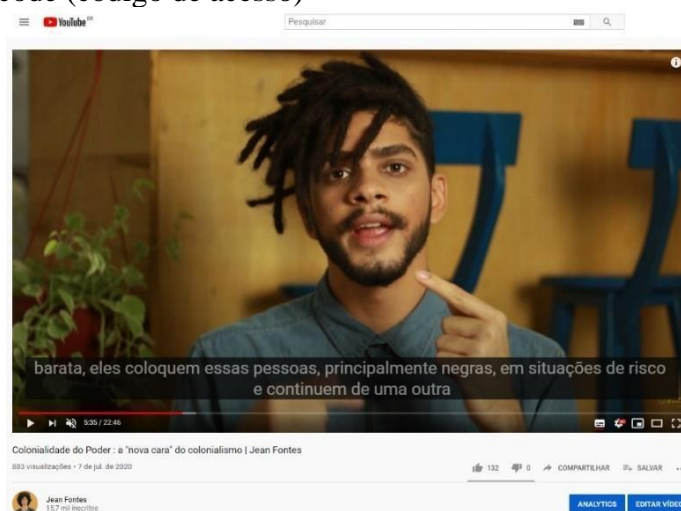 code (código de acesso)
YouTube BR
Pesquisar
barata, eles coloquem essas pessoas, principalmente negras, em situações de risco
e continuem de uma outra
5:35 / 22:46
Colonialidade do Poder : a "nova cara" do colonialismo | Jean Fontes
883 visualizações • 7 de jul. de 2020
132 0 COMPARTILHAR SALVAR ...
Jean Fontes
157 mil inscritos
ANALYTICS EDITAR VÍDEO